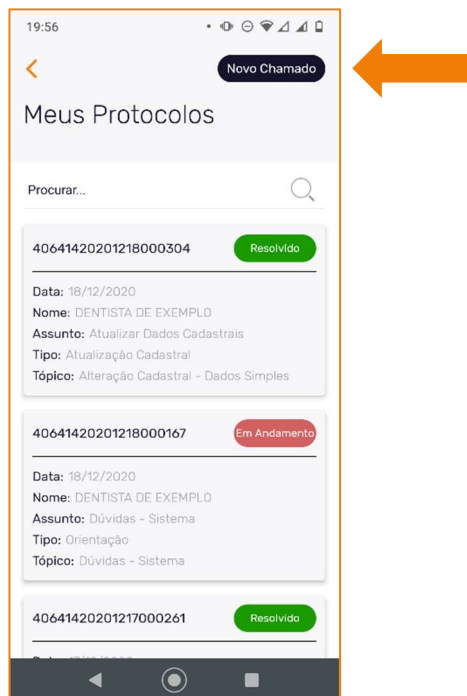 19:56
Novo Chamado
Meus Protocolos
Procurar...
40641420201218000304 Resolvido
Data: 18/12/2020
Nome: DENTISTA DE EXEMPLO
Assunto: Atualizar Dados Cadastrais
Tipo: Atualização Cadastral
Tópico: Alteração Cadastral - Dados Simples
40641420201218000167 Em Andamento
Data: 18/12/2020
Nome: DENTISTA DE EXEMPLO
Assunto: Dúvidas - Sistema
Tipo: Orientação
Tópico: Dúvidas - Sistema
40641420201217000261 Resolvido